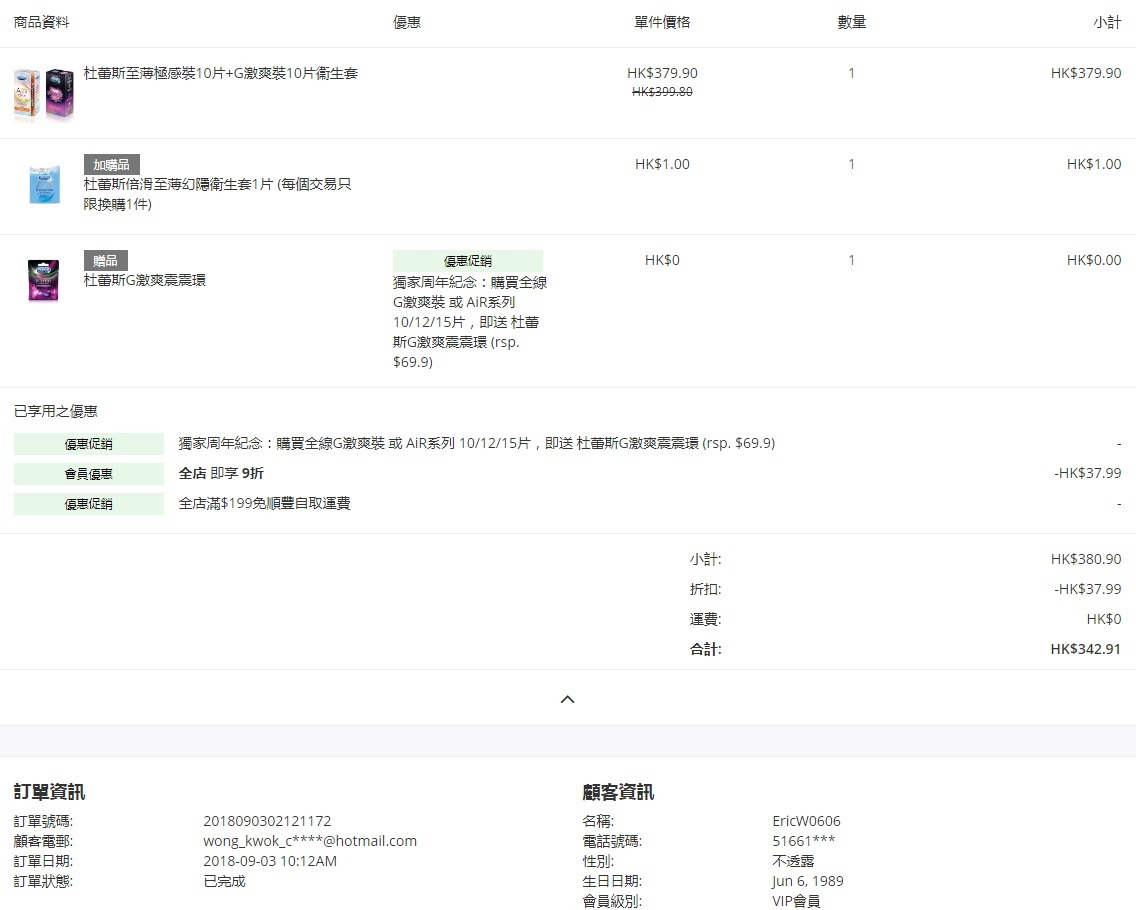 商品資料 優惠 單件價格 數量 小計
杜蕾斯至薄極感裝10片+G激爽裝10片衞生套 HK$379.90 1 HK$379.90
HK$399.80
加購品 HK$1.00 1 HK$1.00
杜蕾斯倍滑至薄幻隱衞生套1片 (每個交易只
限換購1件)
贈品 優惠促銷 HK$0 1 HK$0.00
杜蕾斯G激爽震震環
獨家周年紀念：購買全線
G激爽裝 或 AiR系列
10/12/15片，即送 杜蕾
斯G激爽震震環 (rsp.
$69.9)
已享用之優惠
優惠促銷 獨家周年紀念：購買全線G激爽裝 或 AiR系列 10/12/15片，即送 杜蕾斯G激爽震震環 (rsp. $69.9) -
會員優惠 全店 即享 9折 -HK$37.99
優惠促銷 全店滿$199免順豐自取運費 -
小計: HK$380.90
折扣: -HK$37.99
運費: HK$0
合計: HK$342.91
訂單資訊
訂單號碼: 2018090302121172
顧客電郵: wong_kwok_c****@hotmail.com
訂單日期: 2018-09-03 10:12AM
訂單狀態: 已完成
顧客資訊
名稱: EricW0606
電話號碼: 51661***
性別: 不透露
生日日期: Jun 6, 1989
會員級別: VIP會員